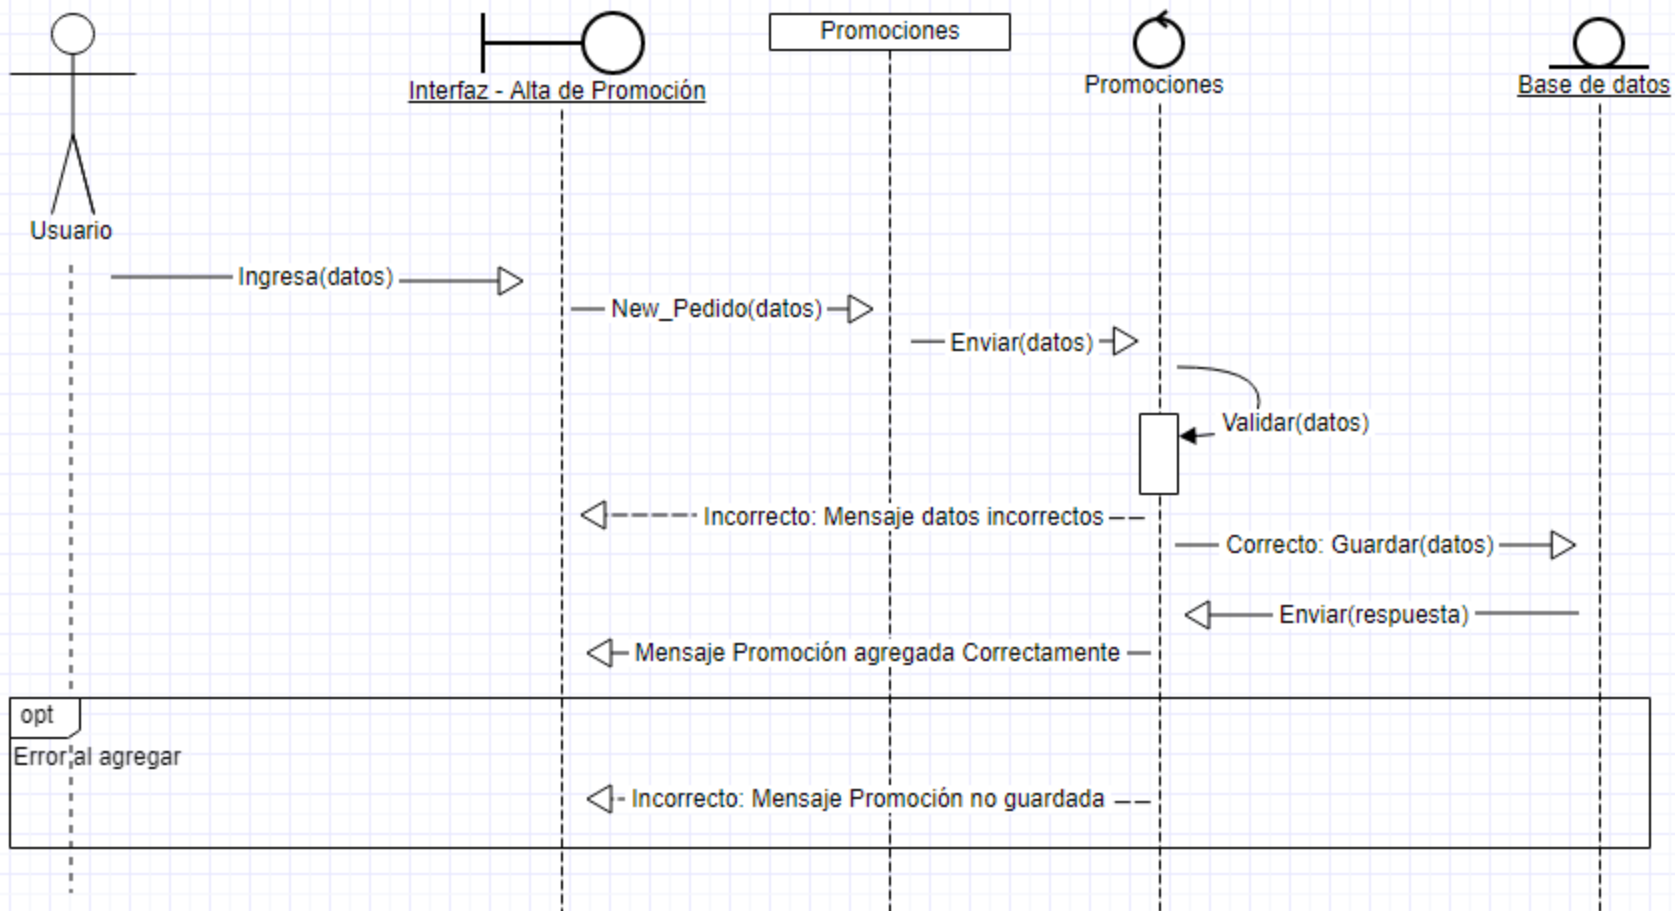 Promociones
Interfaz - Alta de Promoción
Promociones
Base de datos
Usuario
Ingresa(datos)
New_Pedido(datos)
Enviar(datos)
Validar(datos)
Incorrecto: Mensaje datos incorrectos
Correcto: Guardar(datos)
Enviar(respuesta)
Mensaje Promoción agregada Correctamente
opt
Error al agregar
Incorrecto: Mensaje Promoción no guardada